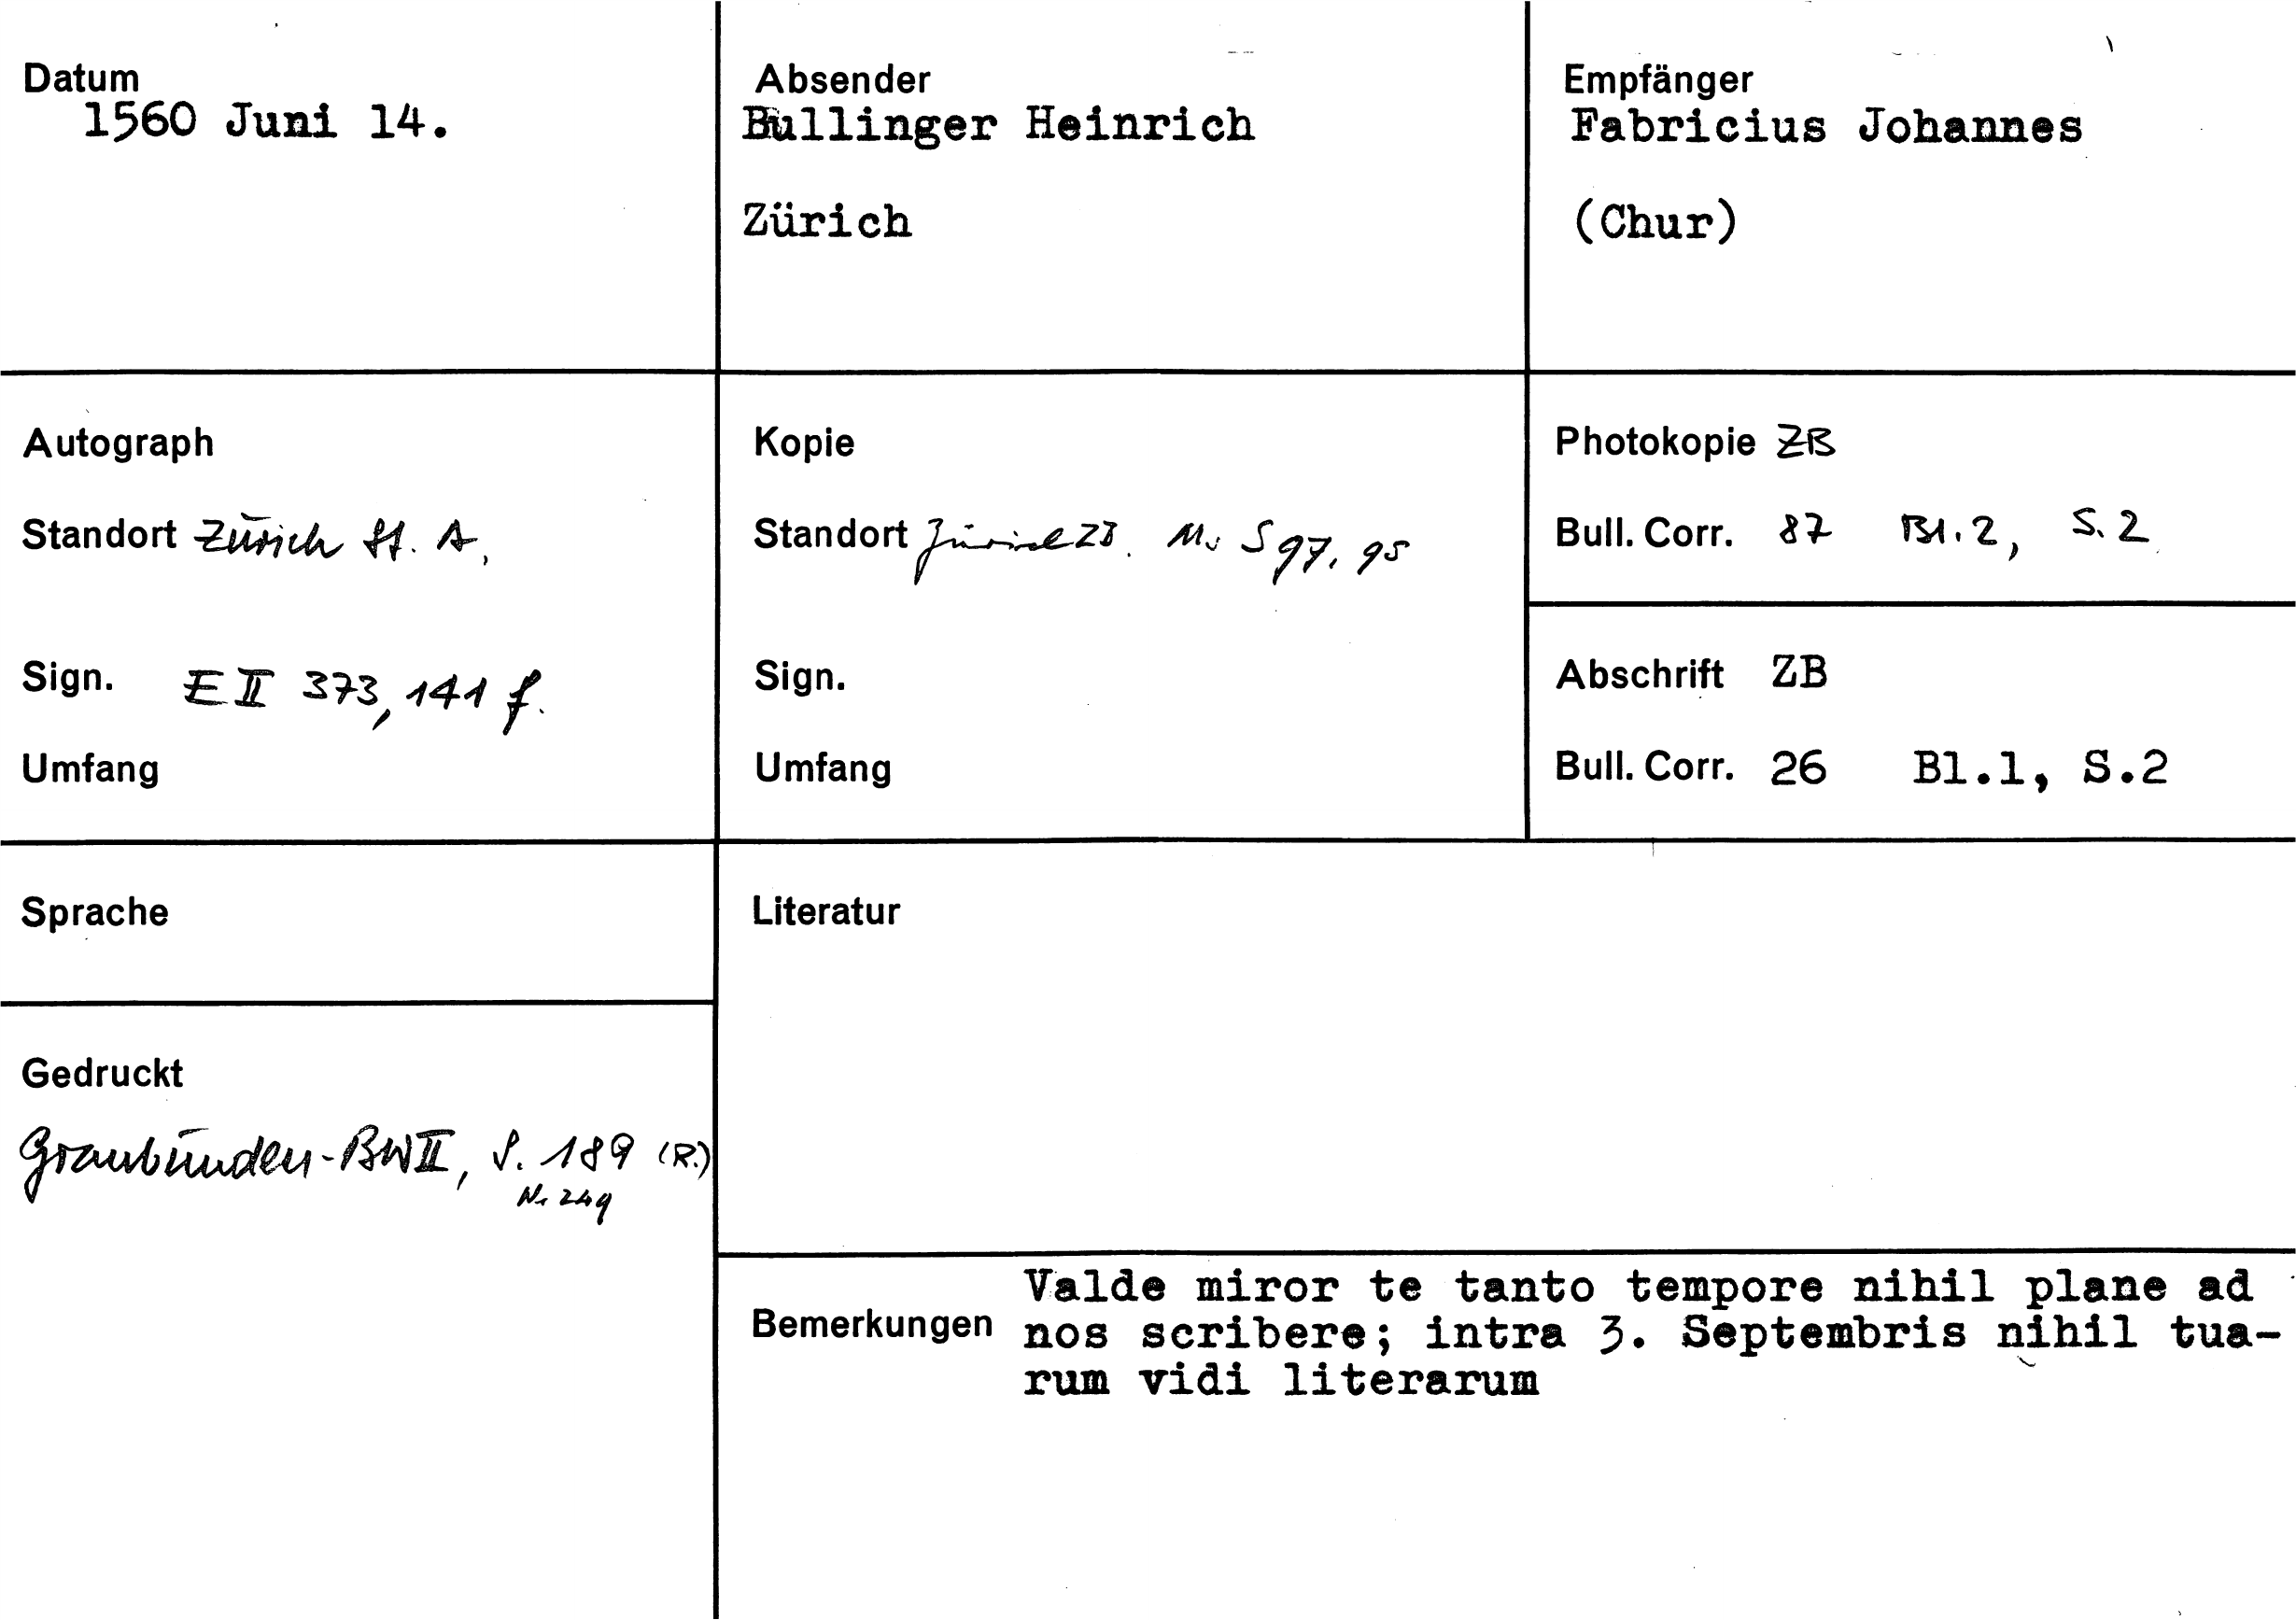 Datum
1560 Juni 14.
Absender
Bullinger Heinrich
Zürich
Empfänger
Fabricius Johannes
(Chur)
Autograph
Standort Zürich St. A.
Sign. E II 373, 141 f.
Umfang
Kopie
Standort Zürich ZB. Ms S 97, 95
Sign.
Umfang
Photokopie ZB
Bull. Corr. 87 Bl. 2, S. 2
Abschrift ZB
Bull. Corr. 26 Bl.1, S.2
Sprache
Gedruckt
Graubünden-BW II, S. 189 (R.)
Nr 249
Literatur
Bemerkungen
Valde miror te tanto tempore nihil plane ad
nos scribere; intra 3. Septembris nihil tua-
rum vidi literarum